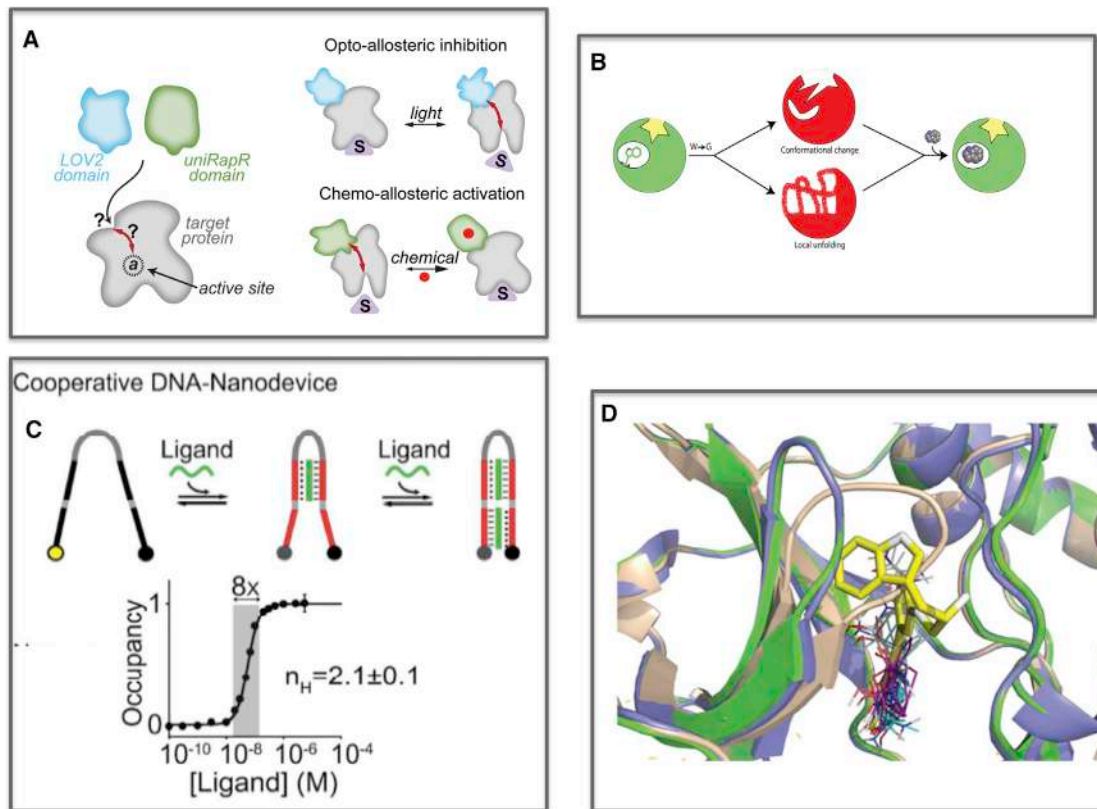 A
LOV2
domain
uniRapR
domain
?
?
target
protein
a
active site
Opto-allosteric inhibition
light
S
S
Chemo-allosteric activation
chemical
S
S
B
W→G
Conformational change
Local unfolding
Cooperative DNA-Nanodevice
C
Ligand
Ligand
8x
1
Occupancy
0
nH=2.1±0.1
10⁻¹⁰ 10⁻⁸ 10⁻⁶ 10⁻⁴
[Ligand] (M)
D